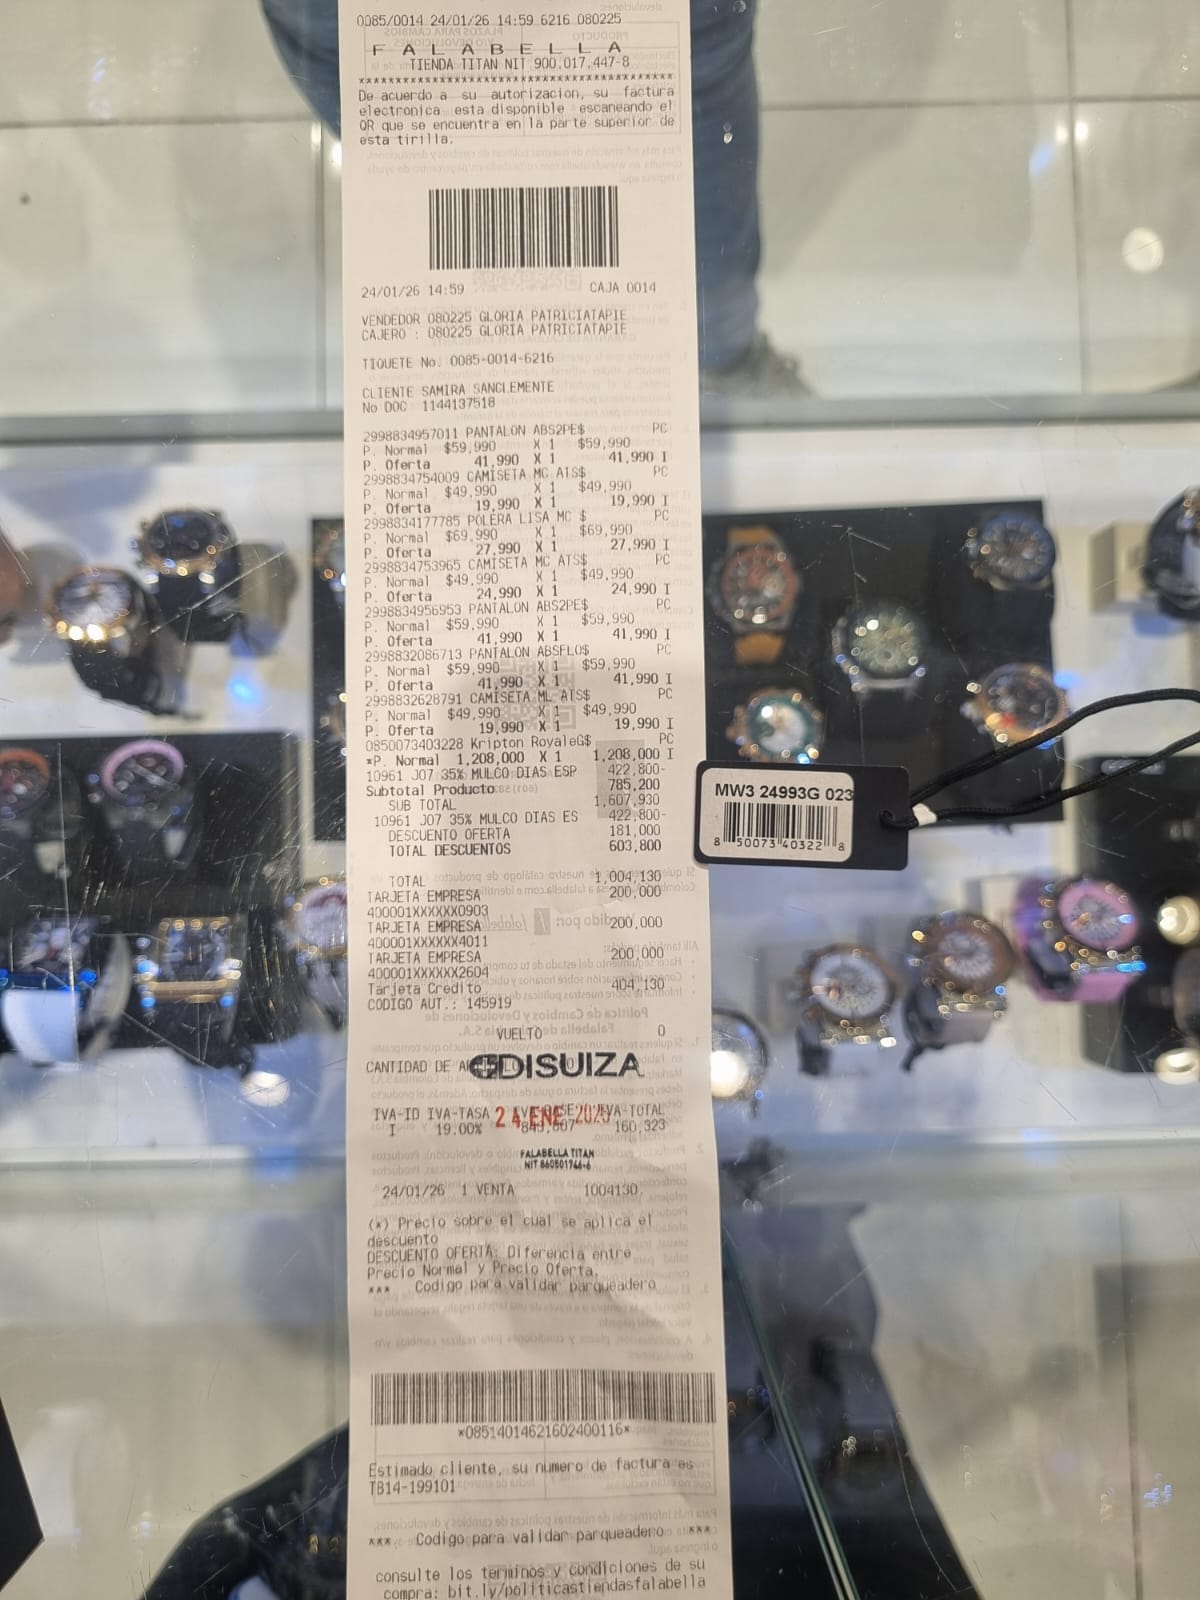 0085/0014 24/01/26 14:59 6216 080225
F A L A B E L L A
TIENDA TITAN NIT 900.017.447-8
De acuerdo a su autorizacion, su factura
electronica esta disponible escaneando el
QR que se encuentra en la parte superior de
esta tirilla.
24/01/26 14:59 CAJA 0014
VENDEDOR 080225 GLORIA PATRICIATAPIE
CAJERO : 080225 GLORIA PATRICIATAPIE
TIQUETE No. 0085-0014-6216
CLIENTE SAMIRA SANCLEMENTE
No DOC 1144137518
2998834957011 PANTALON ABS2PE$ PC
P. Normal $59,990 X 1 $59,990
P. Oferta 41,990 X 1 41,990 I
2998834754009 CAMISETA MC ATS$ PC
P. Normal $49,990 X 1 $49,990
P. Oferta 19,990 X 1 19,990 I
2998834177785 POLERA LISA MC $ PC
P. Normal $69,990 X 1 $69,990
P. Oferta 27,990 X 1 27,990 I
2998834753965 CAMISETA MC ATS$ PC
P. Normal $49,990 X 1 $49,990
P. Oferta 24,990 X 1 24,990 I
2998834956953 PANTALON ABS2PE$ PC
P. Normal $59,990 X 1 $59,990
P. Oferta 41,990 X 1 41,990 I
2998832086713 PANTALON ABSFLO$ PC
P. Normal $59,990 X 1 $59,990
P. Oferta 41,990 X 1 41,990 I
2998832628791 CAMISETA ML ATS$ PC
P. Normal $49,990 X 1 $49,990
P. Oferta 19,990 X 1 19,990 I
0850073403228 Kripton RoyaleG$ PC
*P. Normal 1,208,000 X 1 1,208,000 I
10961 J07 35% MULCO DIAS ESP 422,800-
Subtotal Producto 785,200
SUB TOTAL 1,607,930
10961 J07 35% MULCO DIAS ES 422,800-
DESCUENTO OFERTA 181,000
TOTAL DESCUENTOS 603,800
TOTAL 1,004,130
TARJETA EMPRESA 200,000
400001XXXXXX0903
TARJETA EMPRESA 200,000
400001XXXXXX4011
TARJETA EMPRESA 200,000
400001XXXXXX2604
Tarjeta Credito 404,130
CODIGO AUT.: 145919
VUELTO 0
CANTIDAD DE
DISUIZA
IVA-ID IVA-TASA IVA-TOTAL
24 ENE
I 19.00% 160,323
FALABELLA TITAN
NIT 860501746-6
24/01/26 1 VENTA 1004130.
(*) Precio sobre el cual se aplica el
descuento
DESCUENTO OFERTA: Diferencia entre
Precio Normal y Precio Oferta.
*** Codigo para validar parqueadero
*08514014621602400116*
Estimado cliente, su numero de factura es
TB14-199101
*** Codigo para validar parqueadero ***
consulte los terminos y condiciones de su
compra: bit.ly/politicastiendasfalabella
MW3 24993G 023
8 50073 40322 8